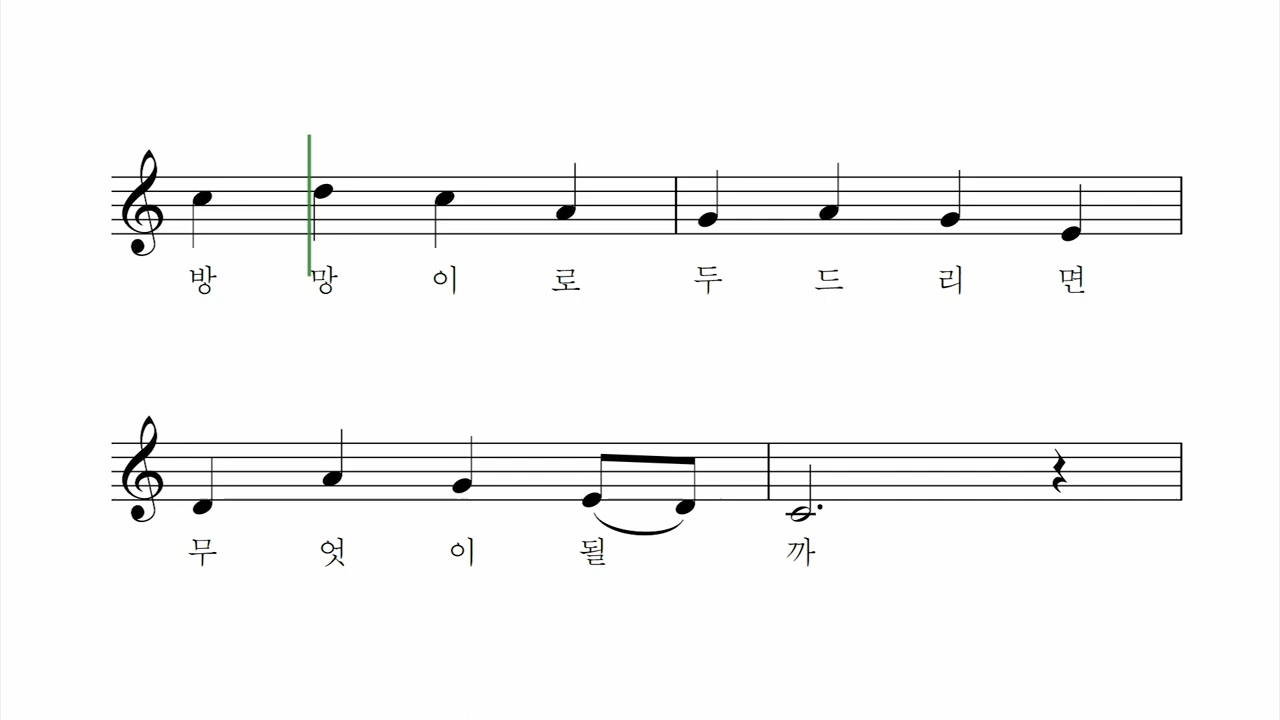 방 망 이 로 두 드 리 면
무 엇 이 될 까